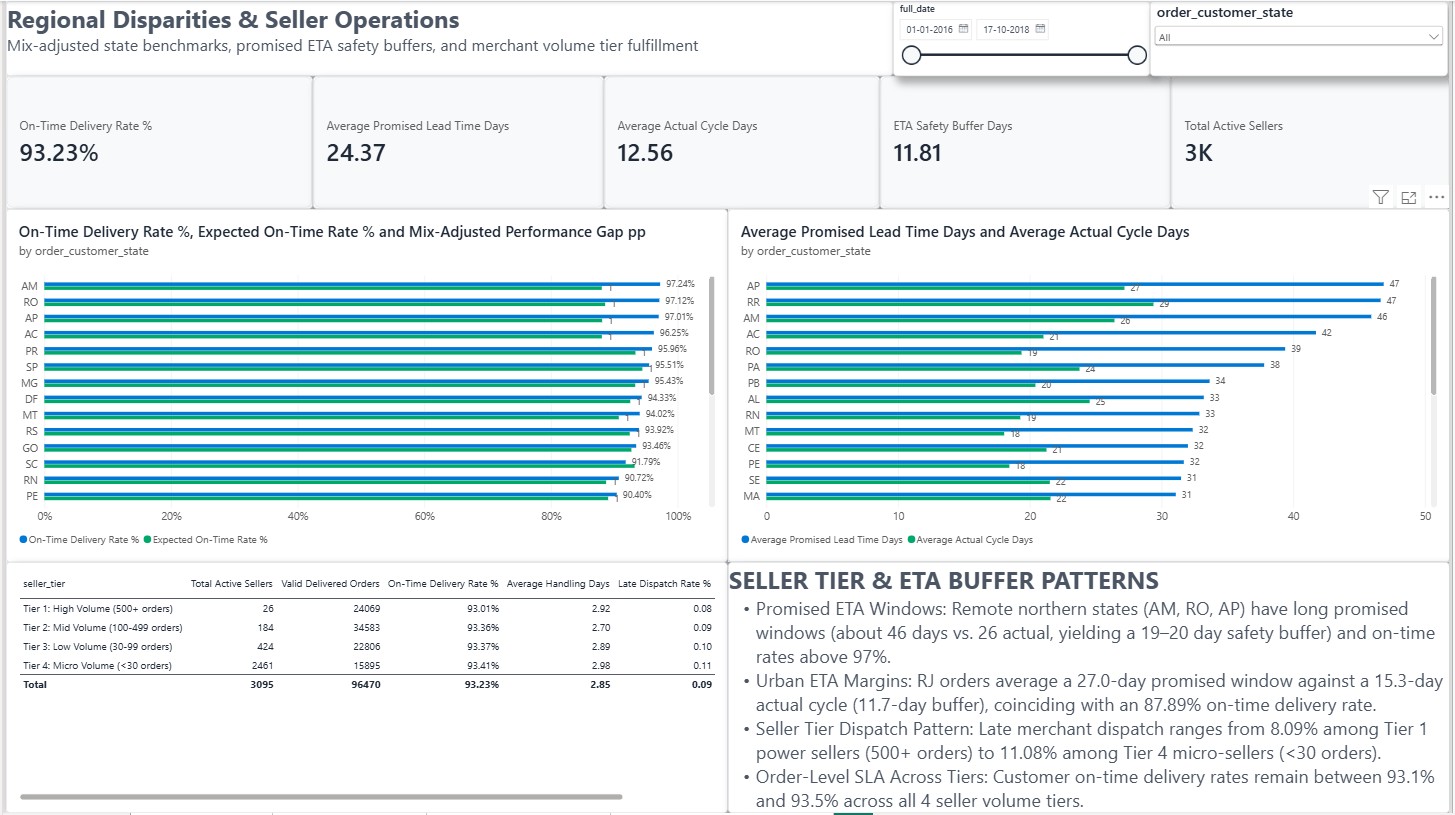 Regional Disparities & Seller Operations
Mix-adjusted state benchmarks, promised ETA safety buffers, and merchant volume tier fulfillment
full_date
01-01-2016 17-10-2018
order_customer_state
All
On-Time Delivery Rate %
93.23%
Average Promised Lead Time Days
24.37
Average Actual Cycle Days
12.56
ETA Safety Buffer Days
11.81
Total Active Sellers
3K
On-Time Delivery Rate %, Expected On-Time Rate % and Mix-Adjusted Performance Gap pp
by order_customer_state
AM 97.24%
1
RO 97.12%
1
AP 97.01%
1
AC 96.25%
1
PR 95.96%
1
SP 95.51%
1
MG 95.43%
1
DF 94.33%
1
MT 94.02%
1
RS 93.92%
1
GO 93.46%
SC 91.79%
RN 90.72%
1
PE 90.40%
1
0% 20% 40% 60% 80% 100%
On-Time Delivery Rate % Expected On-Time Rate %
Average Promised Lead Time Days and Average Actual Cycle Days
by order_customer_state
AP 47
27
RR 47
29
AM 46
26
AC 42
21
RO 39
19
PA 38
24
PB 34
20
AL 33
25
RN 33
19
MT 32
18
CE 32
21
PE 32
18
SE 31
22
MA 31
22
0 10 20 30 40 50
Average Promised Lead Time Days Average Actual Cycle Days
seller_tier Total Active Sellers Valid Delivered Orders On-Time Delivery Rate % Average Handling Days Late Dispatch Rate %
Tier 1: High Volume (500+ orders) 26 24069 93.01% 2.92 0.08
Tier 2: Mid Volume (100-499 orders) 184 34583 93.36% 2.70 0.09
Tier 3: Low Volume (30-99 orders) 424 22806 93.37% 2.89 0.10
Tier 4: Micro Volume (<30 orders) 2461 15895 93.41% 2.98 0.11
Total 3095 96470 93.23% 2.85 0.09
SELLER TIER & ETA BUFFER PATTERNS
• Promised ETA Windows: Remote northern states (AM, RO, AP) have long promised
windows (about 46 days vs. 26 actual, yielding a 19–20 day safety buffer) and on-time
rates above 97%.
• Urban ETA Margins: RJ orders average a 27.0-day promised window against a 15.3-day
actual cycle (11.7-day buffer), coinciding with an 87.89% on-time delivery rate.
• Seller Tier Dispatch Pattern: Late merchant dispatch ranges from 8.09% among Tier 1
power sellers (500+ orders) to 11.08% among Tier 4 micro-sellers (<30 orders).
• Order-Level SLA Across Tiers: Customer on-time delivery rates remain between 93.1%
and 93.5% across all 4 seller volume tiers.